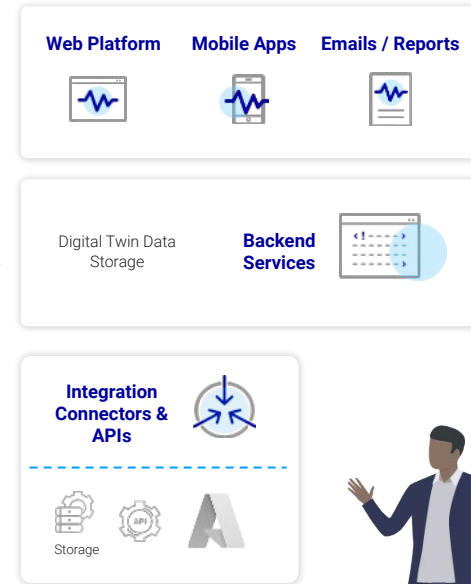 Web Platform
Mobile Apps
Emails / Reports
Digital Twin Data
Storage
Backend
Services
<! >
>
Integration
Connectors &
APIs
API
Storage